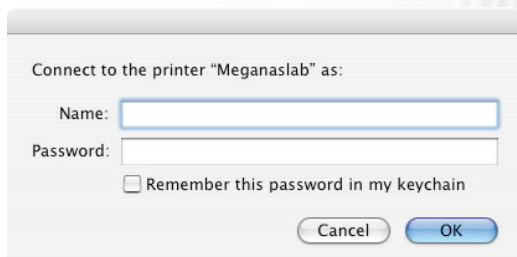 Connect to the printer “Meganaslab” as:
Name:
Password:
Remember this password in my keychain
Cancel OK